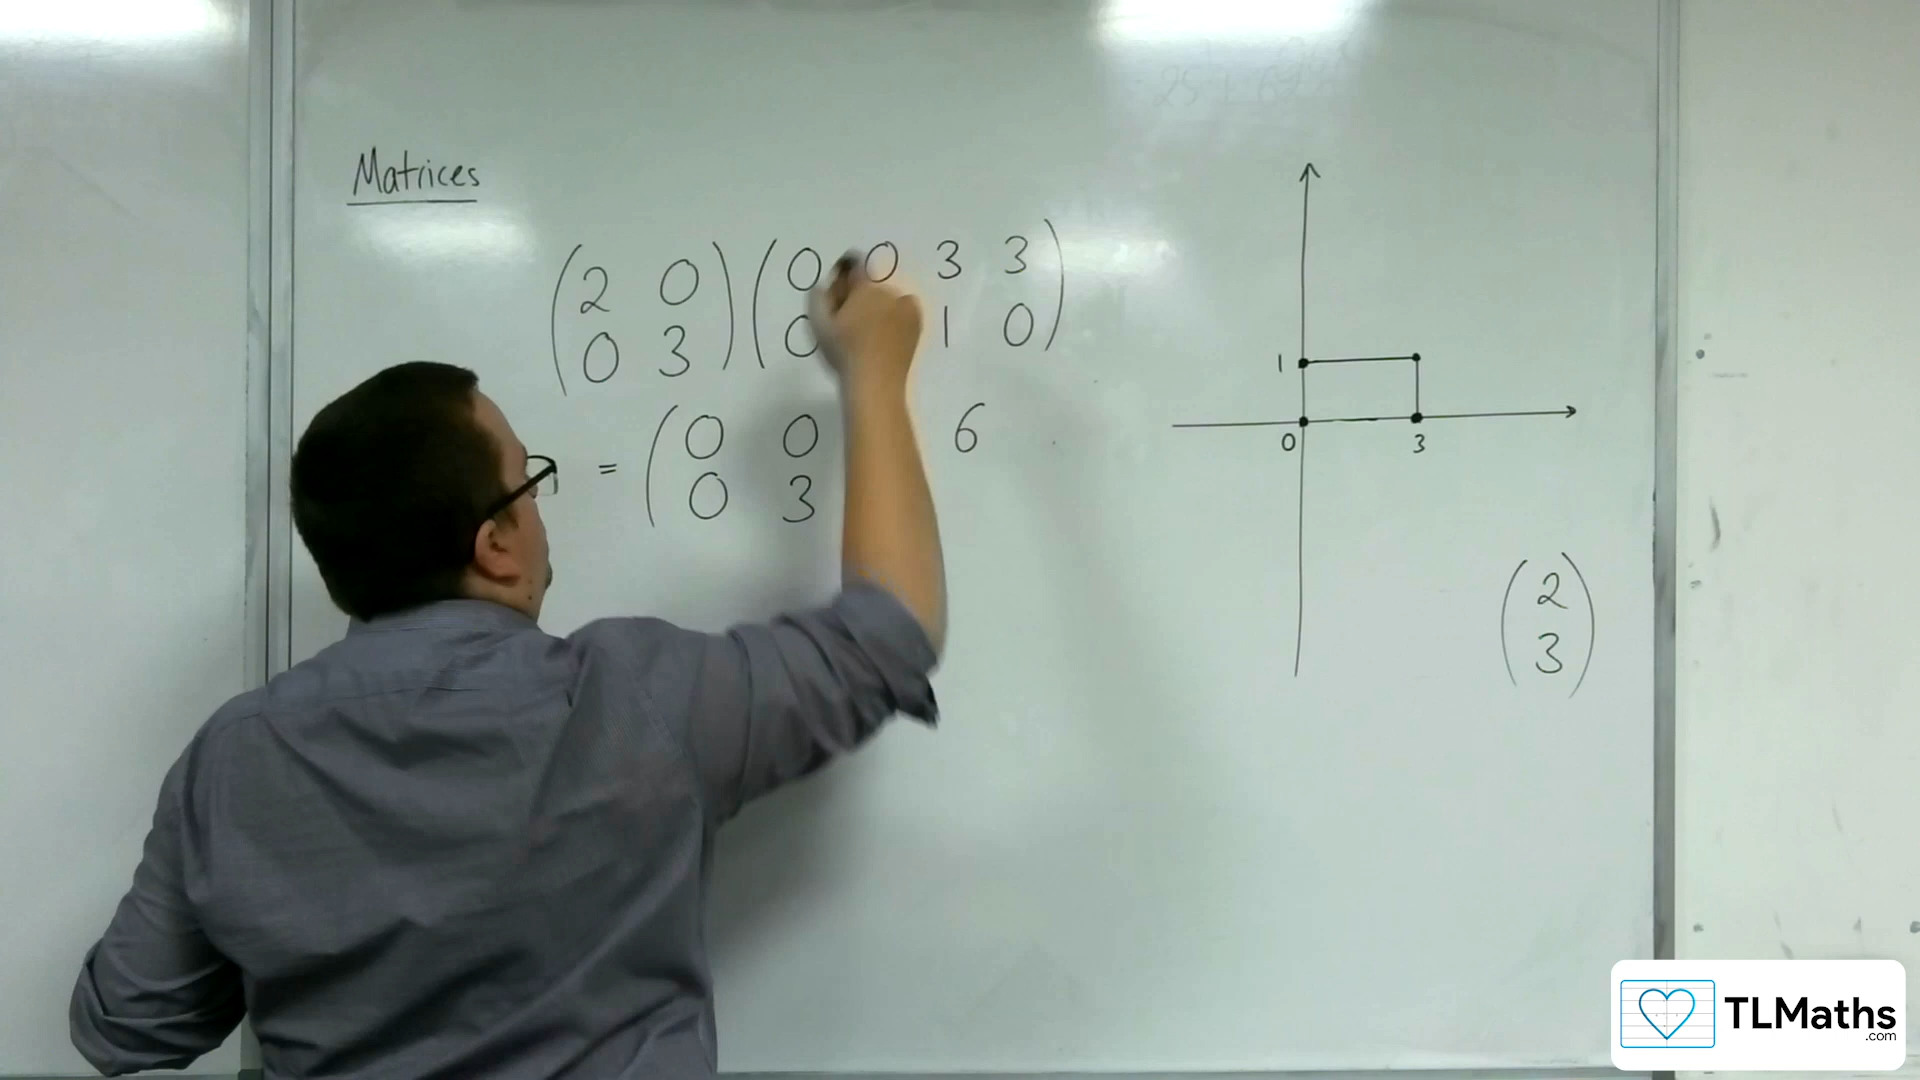 Matrices
( 2 0 ) ( 0 0 3 3 )
( 0 3 ) ( 0 1 0 )
= ( 0 0 6
0 3
1
0 3
( 2 )
( 3 )
TLMaths
.com